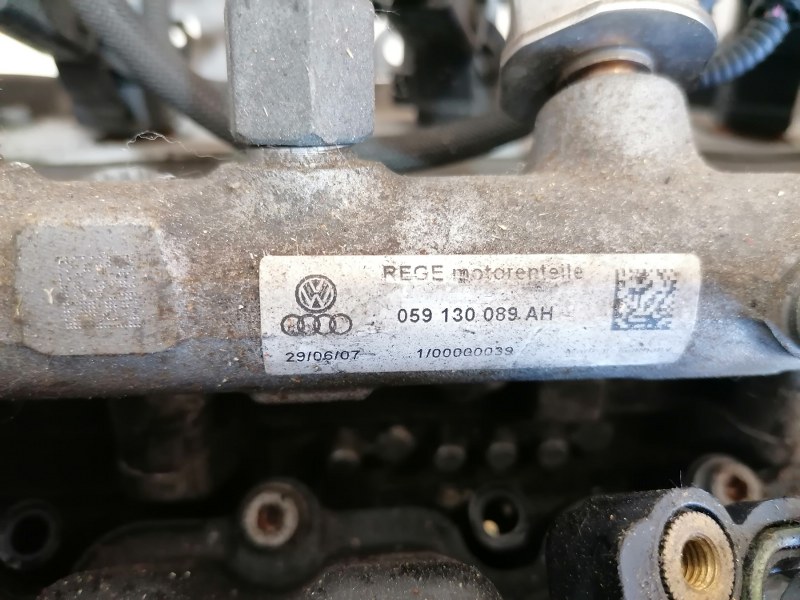 REGE motorenteile
059 130 089 AH
29/06/07 1/00000039